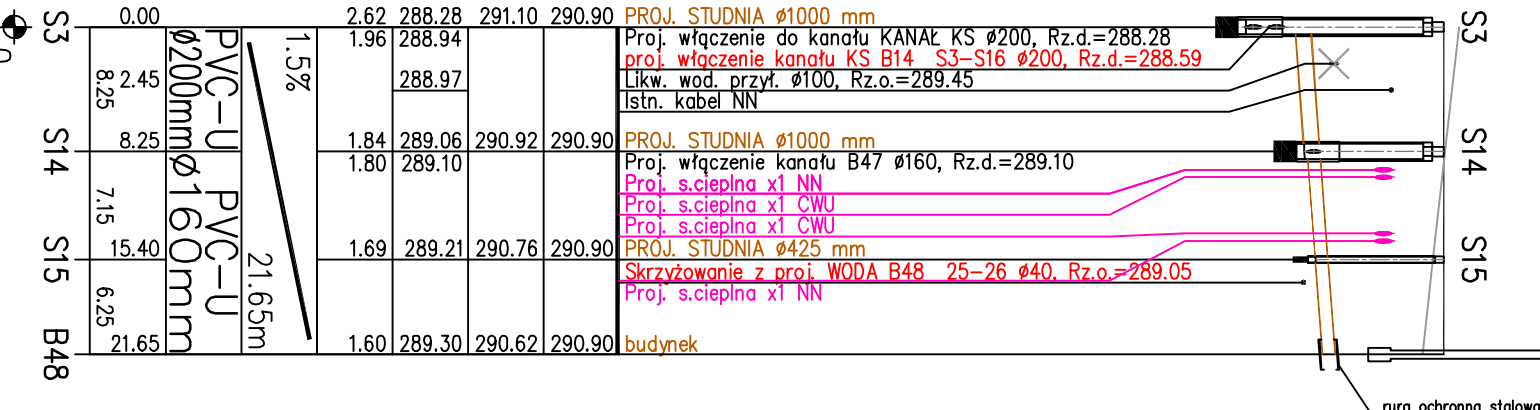 S3 0.00 2.62 288.28 291.10 290.90 PROJ. STUDNIA ø1000 mm S3
1.96 288.94 Proj. włączenie do kanału KANAŁ KS ø200, Rz.d.=288.28
proj. włączenie kanału KS B14 S3-S16 ø200, Rz.d.=288.59
2.45 288.97 Likw. wod. przył. ø100, Rz.o.=289.45
Istn. kabel NN
8.25
S14 8.25 1.84 289.06 290.92 290.90 PROJ. STUDNIA ø1000 mm S14
1.80 289.10 Proj. włączenie kanału B47 ø160, Rz.d.=289.10
Proj. s.cieplna x1 NN
Proj. s.cieplna x1 CWU
Proj. s.cieplna x1 CWU
7.15
S15 15.40 1.69 289.21 290.76 290.90 PROJ. STUDNIA ø425 mm S15
Skrzyżowanie z proj. WODA B48 25-26 ø40, Rz.o.=289.05
Proj. s.cieplna x1 NN
6.25
B48 21.65 1.60 289.30 290.62 290.90 budynek
PVC-U PVC-U
ø200mm ø160mm
1.5% 21.65m
rura ochronna stalowa